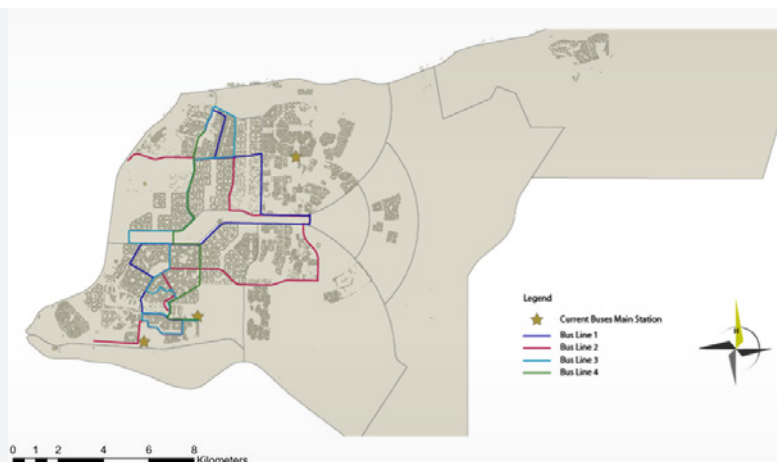 Legend
Current Buses Main Station
Bus Line 1
Bus Line 2
Bus Line 3
Bus Line 4
N
0 1 2 4 6 8
Kilometers